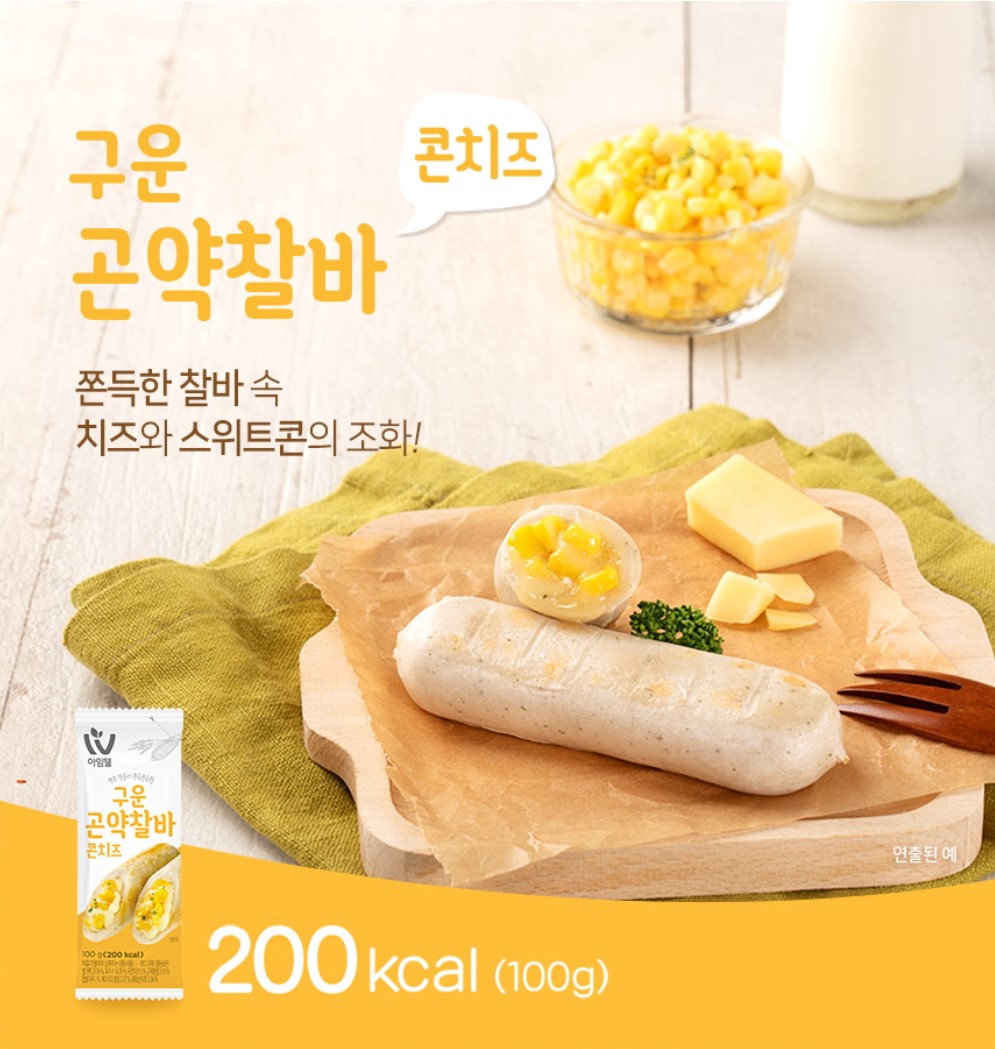 구운
곤약찰바
콘치즈
쫀득한 찰바 속
치즈와 스위트콘의 조화!
아임웰
구운
곤약찰바
콘치즈
100 g(200 kcal)
연출된 예
200 kcal (100g)